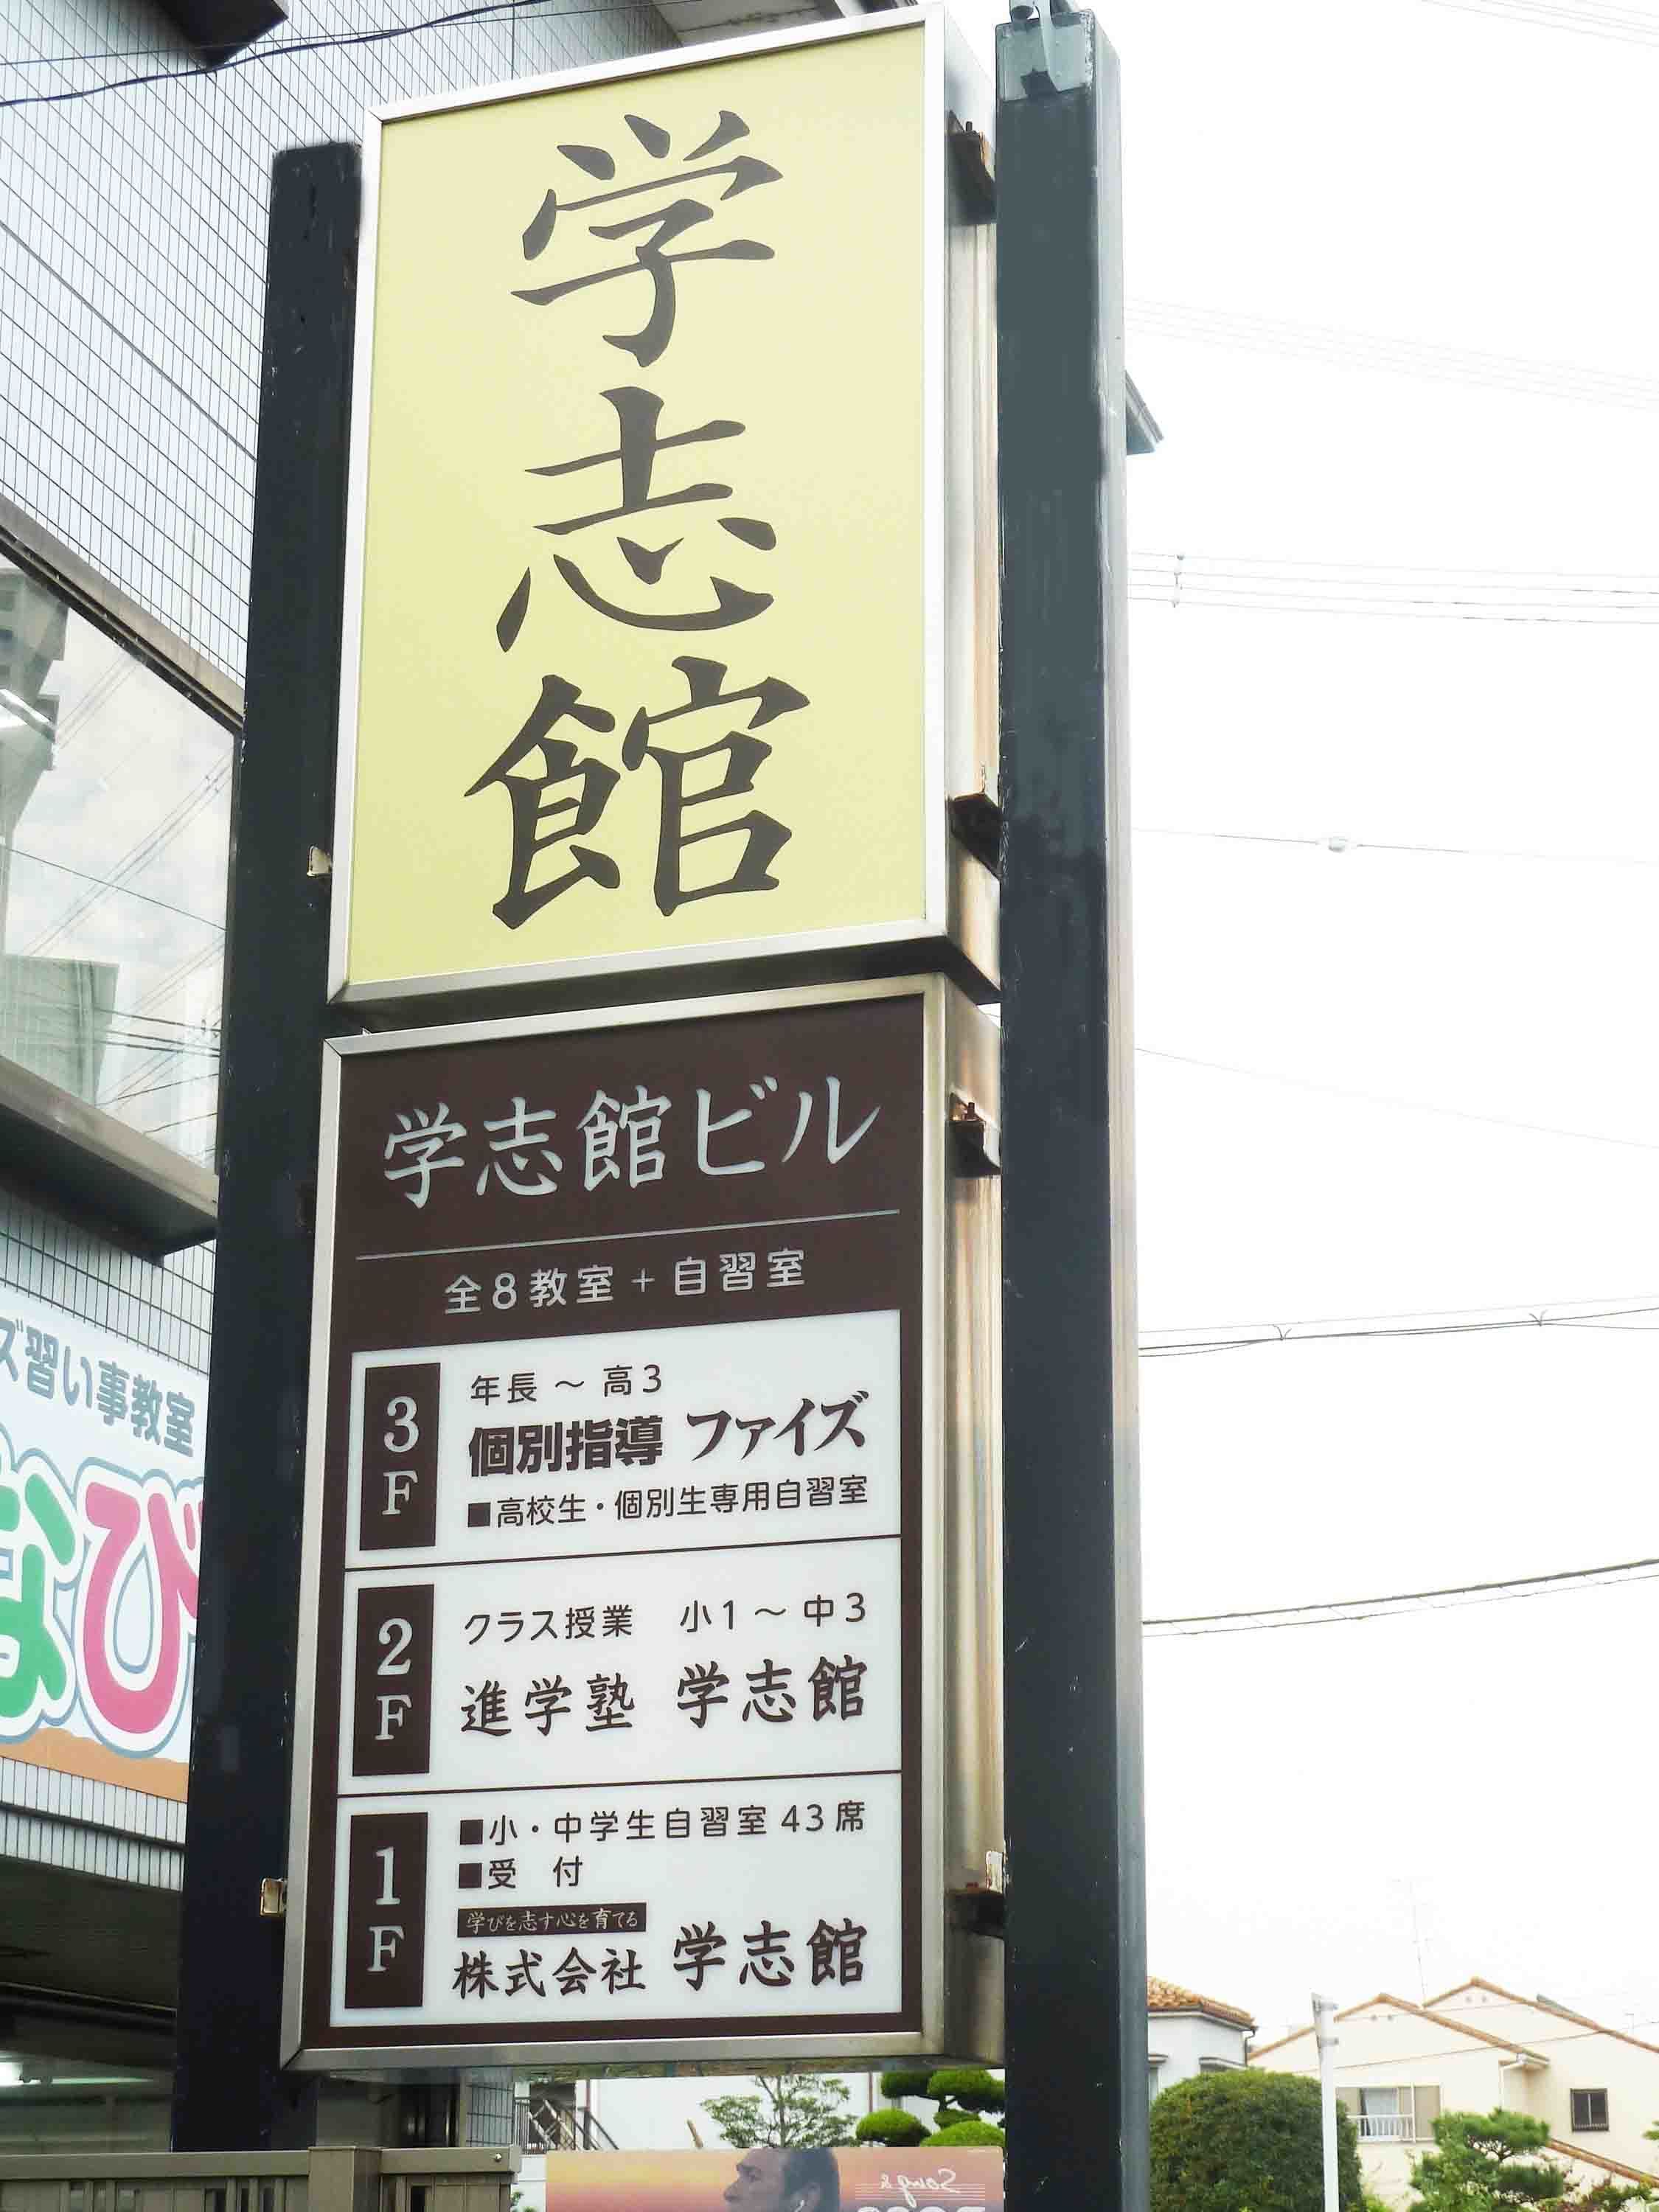 学志館
学志館ビル
全8教室+自習室
3F
年長 ～ 高3
個別指導 ファイズ
■高校生・個別生専用自習室
2F
クラス授業　小1 ～ 中3
進学塾 学志館
1F
■小・中学生自習室 43席
■受　付
学びを志す心を育てる
株式会社 学志館
ズ習い事教室
なび